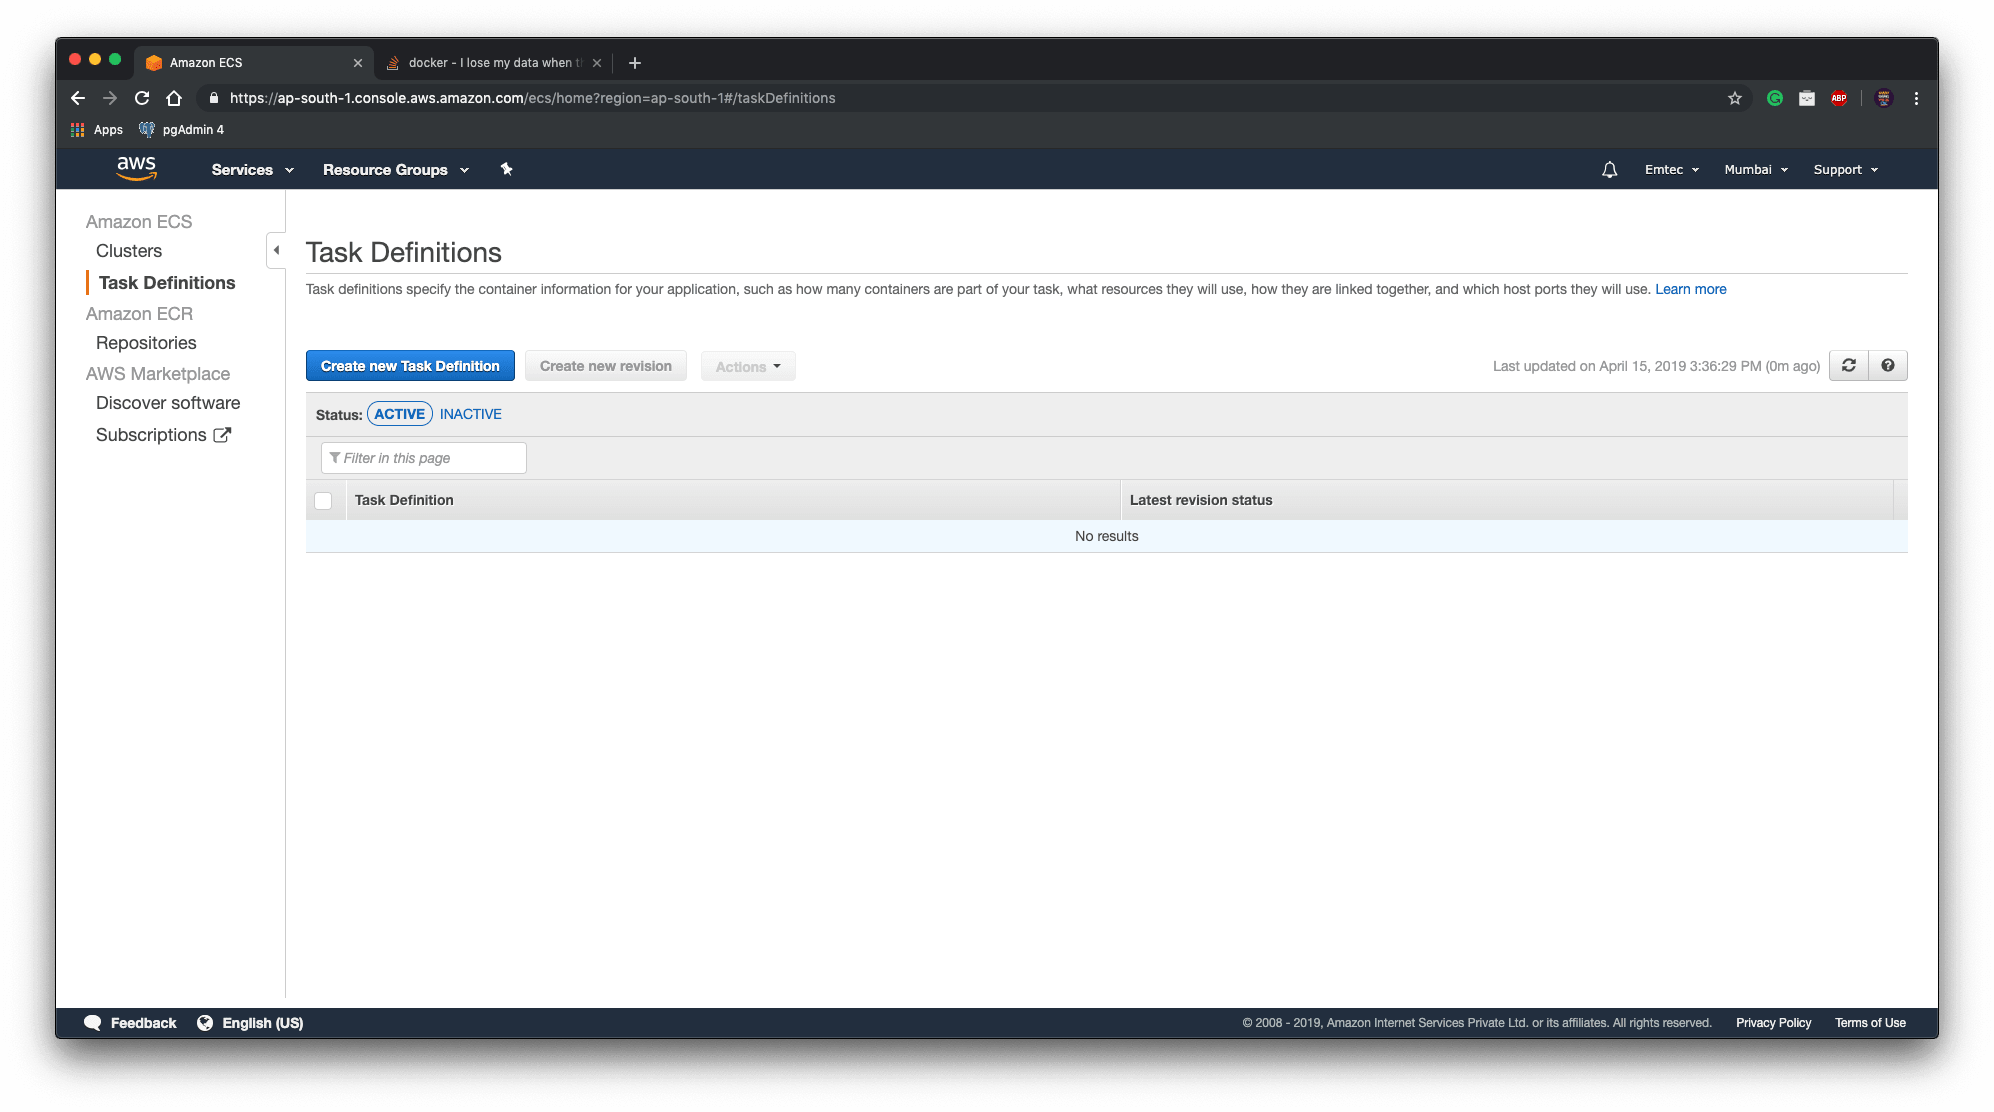 Amazon ECS
docker - I lose my data when t
https://ap-south-1.console.aws.amazon.com/ecs/home?region=ap-south-1#/taskDefinitions
ABP
Apps
pgAdmin 4
aws
Services
Resource Groups
Emtec
Mumbai
Support
Amazon ECS
Clusters
Task Definitions
Amazon ECR
Repositories
AWS Marketplace
Discover software
Subscriptions
Task Definitions
Task definitions specify the container information for your application, such as how many containers are part of your task, what resources they will use, how they are linked together, and which host ports they will use. Learn more
Create new Task Definition
Create new revision
Actions
Last updated on April 15, 2019 3:36:29 PM (0m ago)
Status: ACTIVE INACTIVE
Filter in this page
Task Definition
Latest revision status
No results
Feedback
English (US)
© 2008 - 2019, Amazon Internet Services Private Ltd. or its affiliates. All rights reserved.
Privacy Policy
Terms of Use